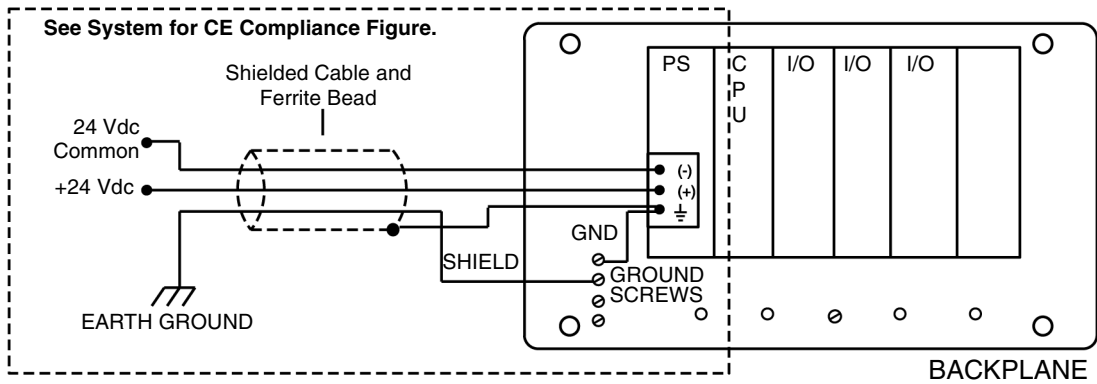 See System for CE Compliance Figure.
Shielded Cable and
Ferrite Bead
24 Vdc
Common
+24 Vdc
PS
C
P
U
I/O
I/O
I/O
(-)
(+)
GND
SHIELD
GROUND
SCREWS
EARTH GROUND
BACKPLANE